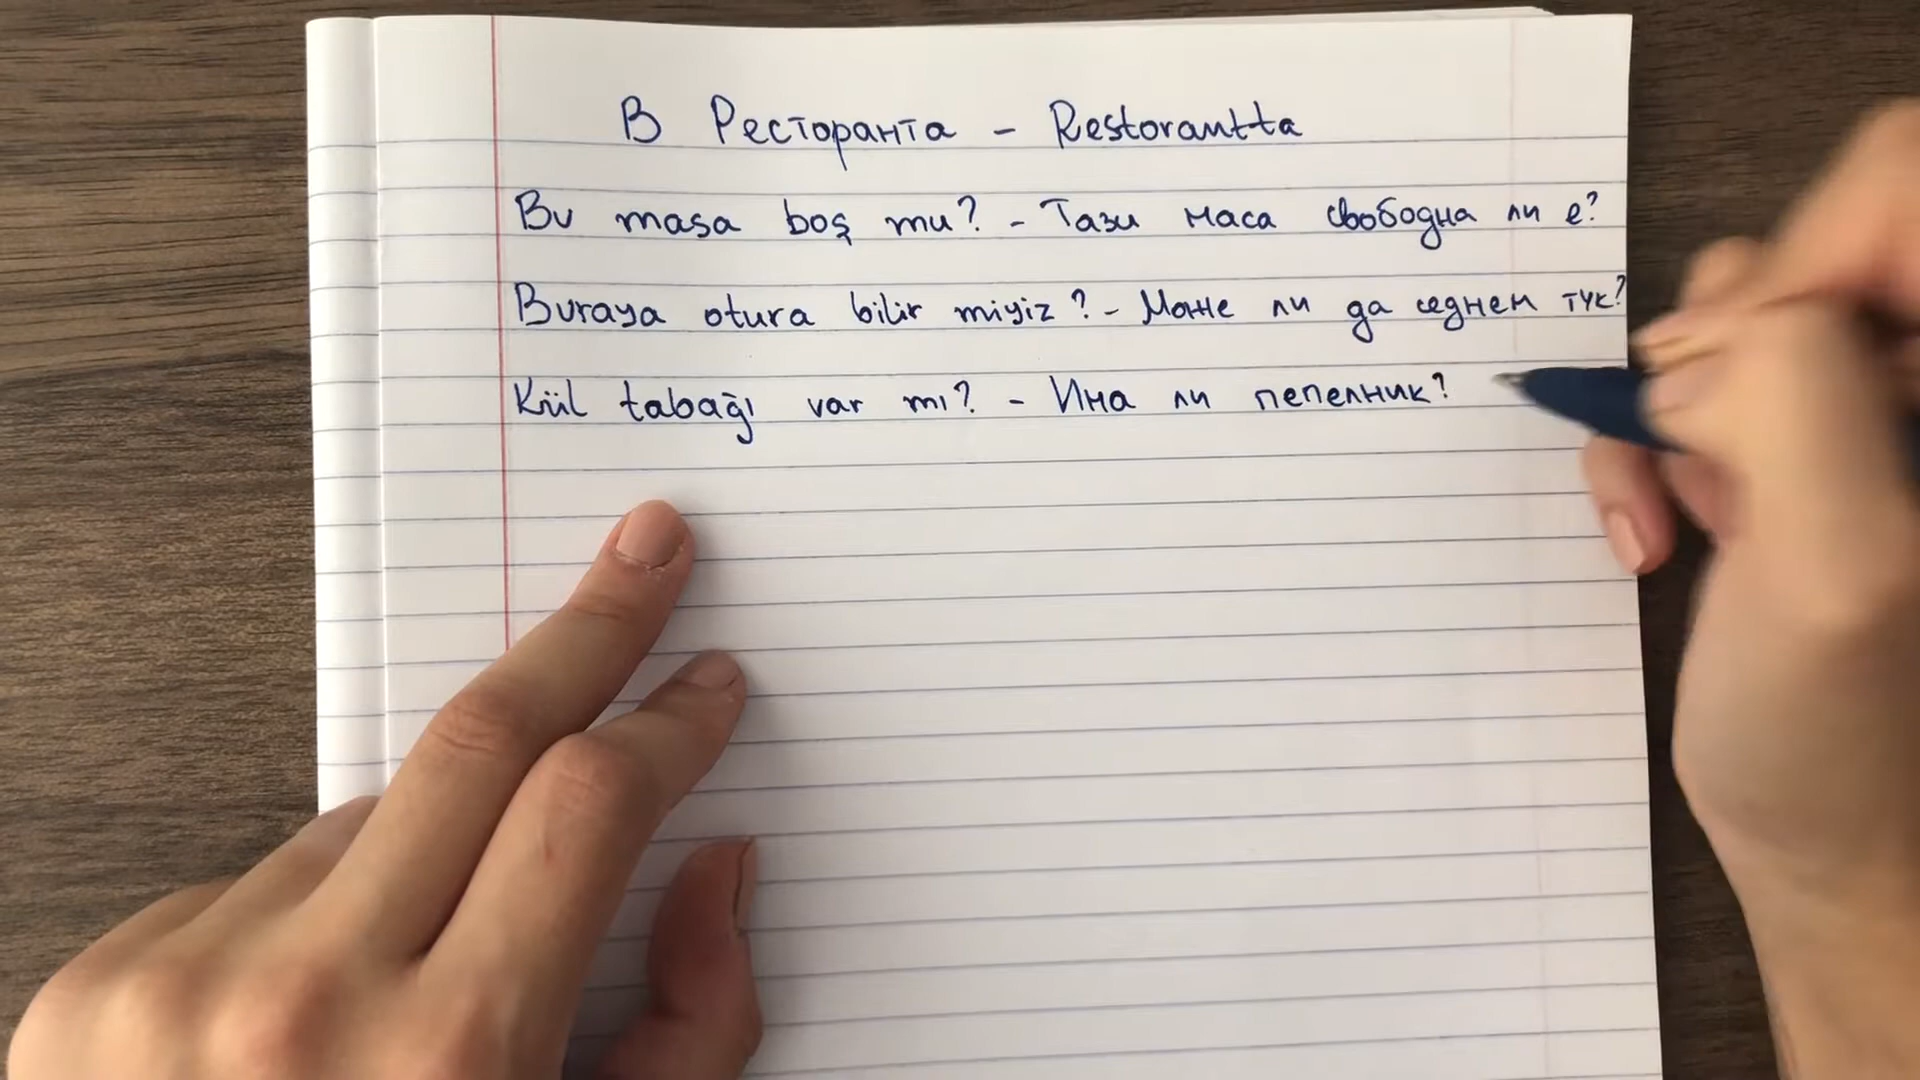 В Ресторанта - Restorantta
Bu masa boş mu? - Тази маса свободна ли е?
Buraya otura bilir miyiz? - Може ли да седнем тук?
Kül tabağı var mı? - Има ли пепелник?